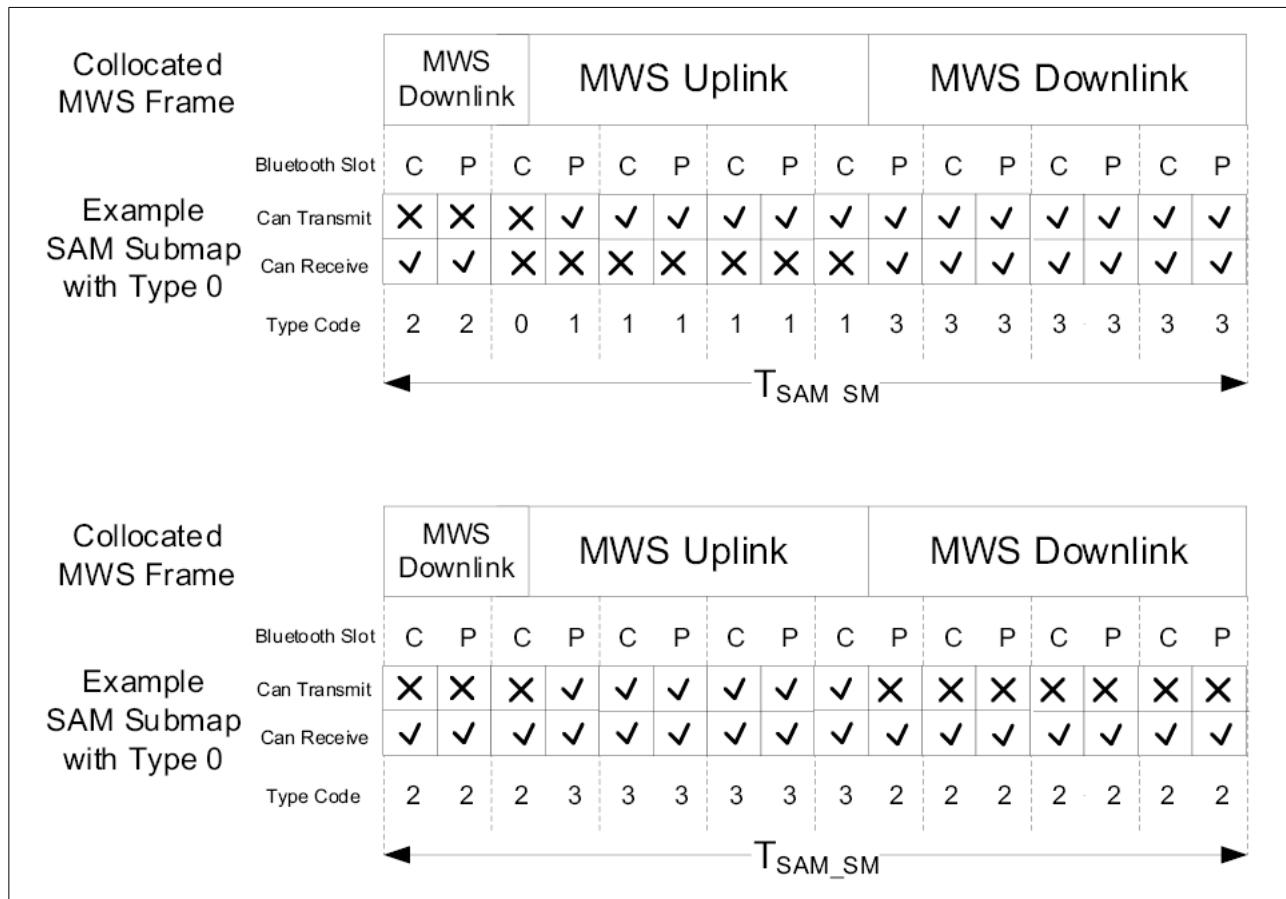 Collocated
MWS Frame
MWS
Downlink
MWS Uplink
MWS Downlink
Bluetooth Slot C P C P C P C P C P C P C P C P
Example
SAM Submap
with Type 0
Can Transmit
Can Receive
Type Code 2 2 0 1 1 1 1 1 1 3 3 3 3 3 3 3
TSAM_SM
Collocated
MWS Frame
MWS
Downlink
MWS Uplink
MWS Downlink
Bluetooth Slot C P C P C P C P C P C P C P C P
Example
SAM Submap
with Type 0
Can Transmit
Can Receive
Type Code 2 2 2 3 3 3 3 3 3 2 2 2 2 2 2 2
TSAM_SM